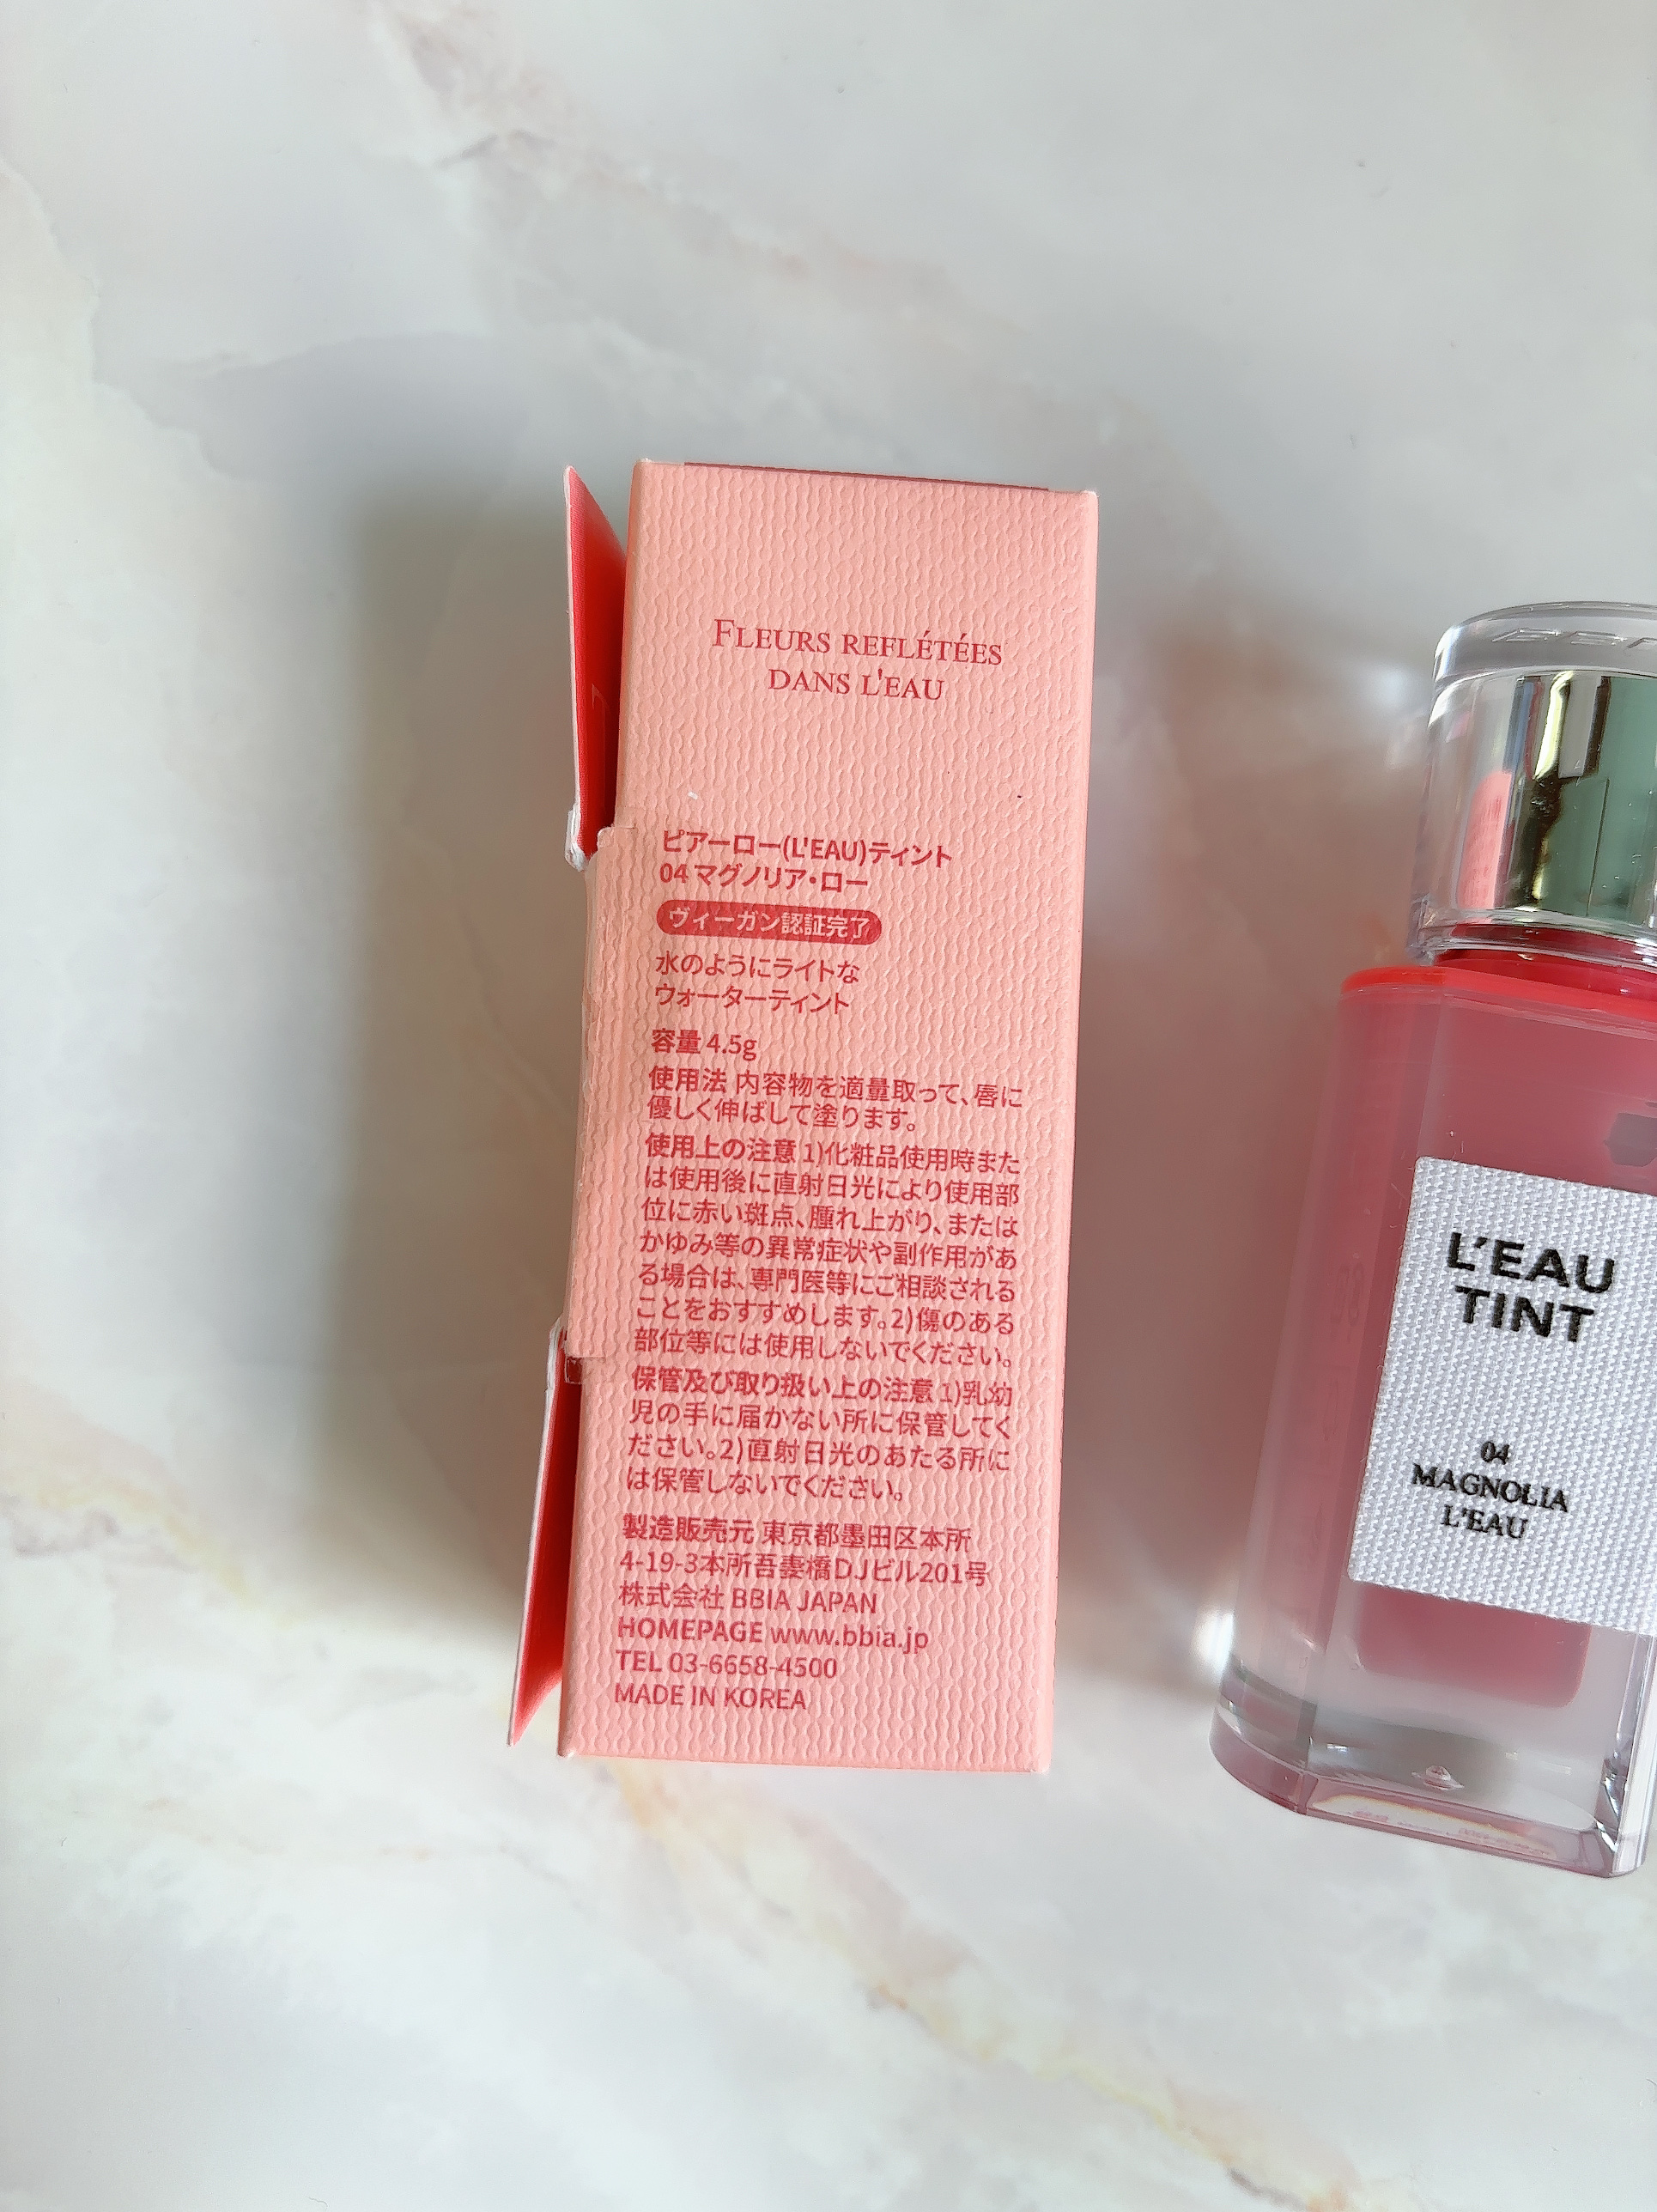 FLEURS REFLÉTÉES
DANS L'EAU
ピアーロー(L'EAU)ティント
04 マグノリア・ロー
ヴィーガン認証完了
水のようにライトな
ウォーターティント
容量 4.5g
使用法 内容物を適量取って、唇に
優しく伸ばして塗ります。
使用上の注意 1)化粧品使用時また
は使用後に直射日光により使用部
位に赤い斑点、腫れ上がり、または
かゆみ等の異常症状や副作用があ
る場合は、専門医等にご相談される
ことをおすすめします。2)傷のある
部位等には使用しないでください。
保管及び取り扱い上の注意 1)乳幼
児の手に届かない所に保管してく
ださい。2)直射日光のあたる所に
は保管しないでください。
製造販売元 東京都墨田区本所
4-19-3本所吾妻橋DJビル201号
株式会社 BBIA JAPAN
HOMEPAGE www.bbia.jp
TEL 03-6658-4500
MADE IN KOREA
L'EAU
TINT
04
MAGNOLIA
L'EAU